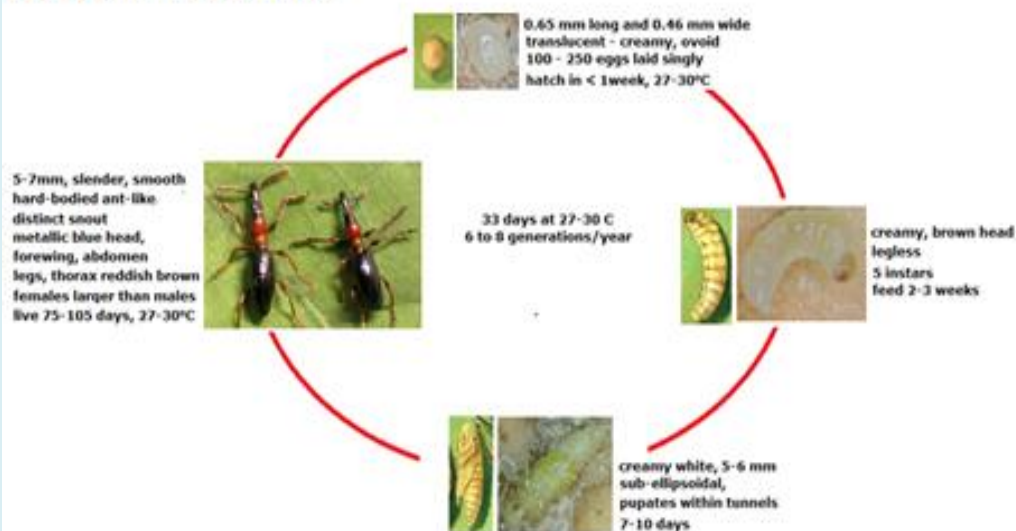 0.65 mm long and 0.46 mm wide
translucent - creamy, ovoid
100 - 250 eggs laid singly
hatch in < 1week, 27-30ºC
5-7mm, slender, smooth
hard-bodied ant-like
distinct snout
metallic blue head,
forewing, abdomen
legs, thorax reddish brown
females larger than males
live 75-105 days, 27-30ºC
33 days at 27-30 C
6 to 8 generations/year
creamy, brown head
legless
5 instars
feed 2-3 weeks
creamy white, 5-6 mm
sub-ellipsoidal,
pupates within tunnels
7-10 days